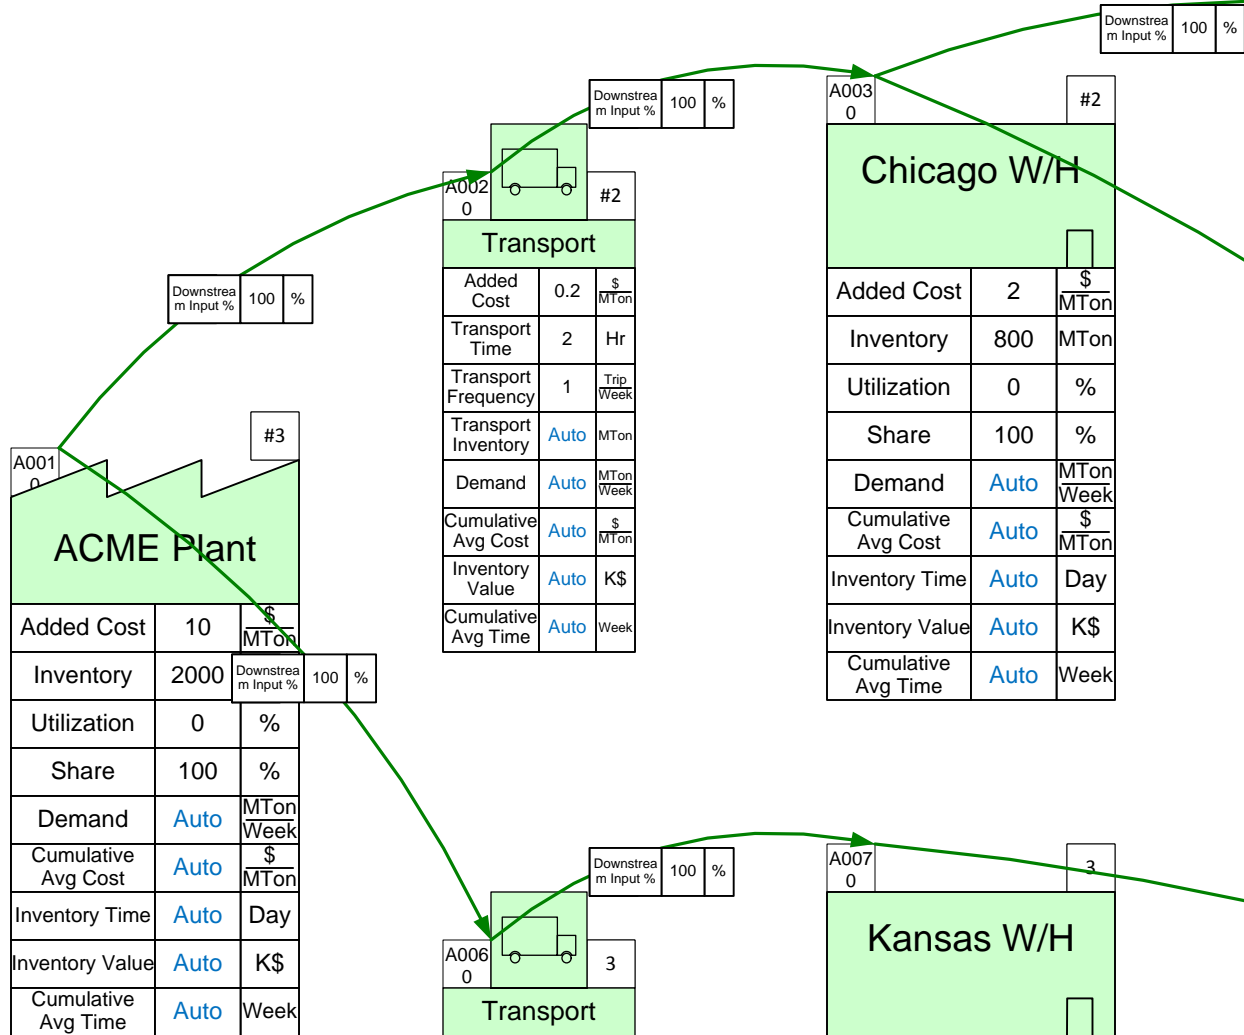 Downstrea
m Input %
100
%
Downstrea
m Input %
100
%
A003
0
#2
Chicago W/H
Added Cost
2
$
MTon
Inventory
800
MTon
Utilization
0
%
Share
100
%
Demand
Auto
MTon
Week
Cumulative
Avg Cost
Auto
$
MTon
Inventory Time
Auto
Day
Inventory Value
Auto
K$
Cumulative
Avg Time
Auto
Week
A002
0
#2
Transport
Added
Cost
0.2
$
MTon
Transport
Time
2
Hr
Transport
Frequency
1
Trip
Week
Transport
Inventory
Auto
MTon
Demand
Auto
MTon
Week
Cumulative
Avg Cost
Auto
$
MTon
Inventory
Value
Auto
K$
Cumulative
Avg Time
Auto
Week
Downstrea
m Input %
100
%
#3
A001
0
ACME Plant
Added Cost
10
$
MTon
Inventory
2000
Downstrea
m Input %
100
%
Utilization
0
%
Share
100
%
Demand
Auto
MTon
Week
Cumulative
Avg Cost
Auto
$
MTon
Inventory Time
Auto
Day
Inventory Value
Auto
K$
Cumulative
Avg Time
Auto
Week
Downstrea
m Input %
100
%
A006
0
3
Transport
A007
0
3
Kansas W/H